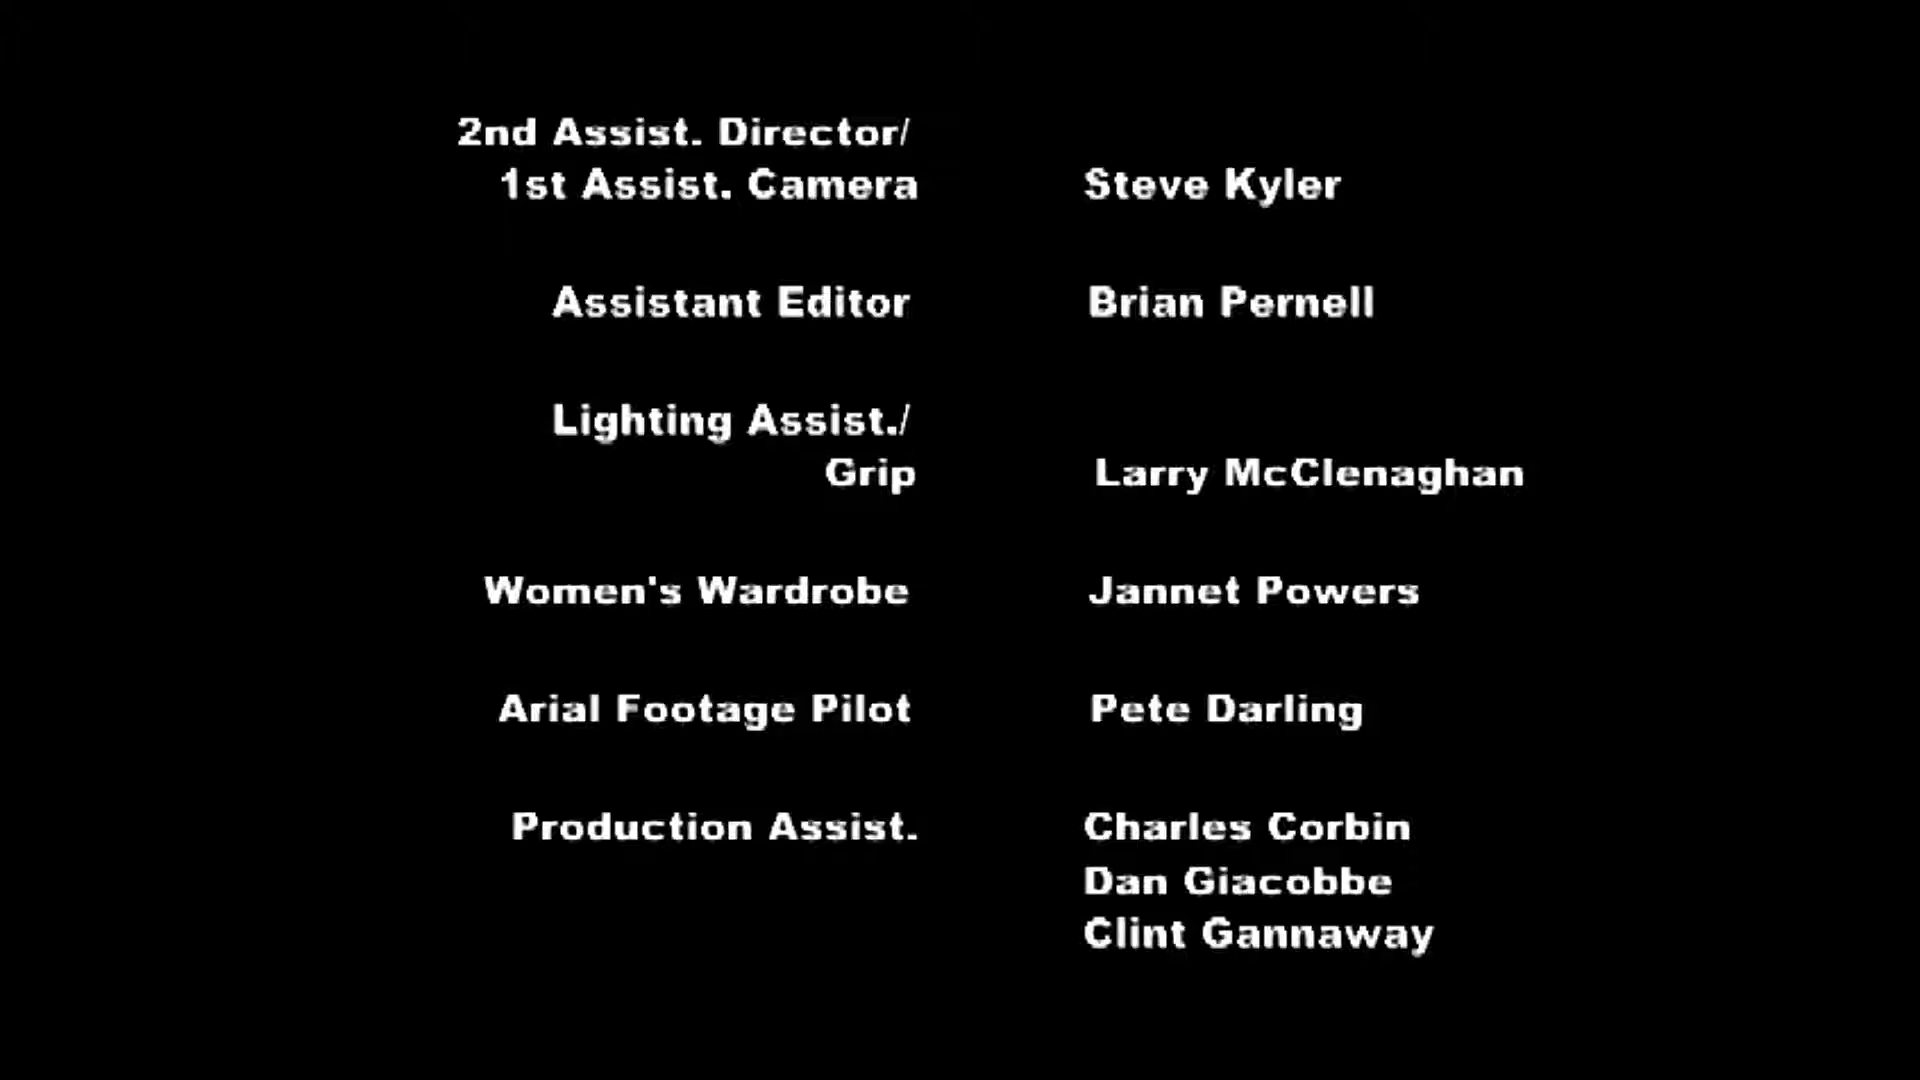 2nd Assist. Director/
1st Assist. Camera Steve Kyler
Assistant Editor Brian Pernell
Lighting Assist./
Grip Larry McClenaghan
Women's Wardrobe Jannet Powers
Arial Footage Pilot Pete Darling
Production Assist. Charles Corbin
Dan Giacobbe
Clint Gannaway